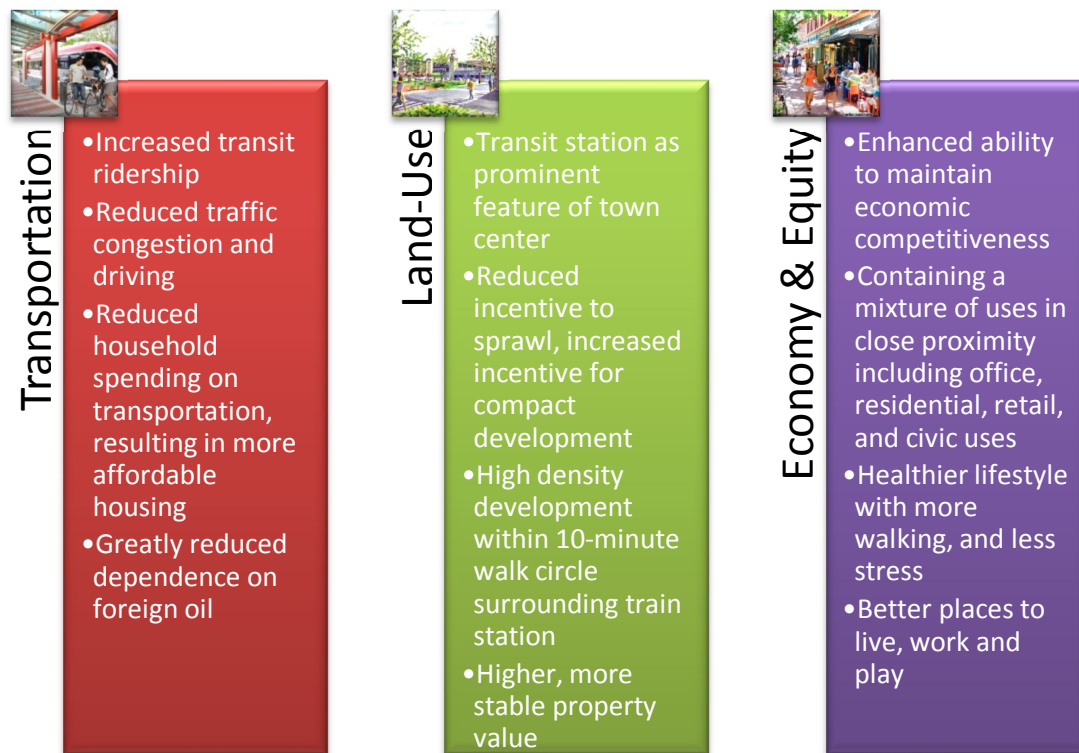 Transportation
•Increased transit
ridership
•Reduced traffic
congestion and
driving
•Reduced
household
spending on
transportation,
resulting in more
affordable
housing
•Greatly reduced
dependence on
foreign oil
Land-Use
•Transit station as
prominent
feature of town
center
•Reduced
incentive to
sprawl, increased
incentive for
compact
development
•High density
development
within 10-minute
walk circle
surrounding train
station
•Higher, more
stable property
value
Economy & Equity
•Enhanced ability
to maintain
economic
competitiveness
•Containing a
mixture of uses in
close proximity
including office,
residential, retail,
and civic uses
•Healthier lifestyle
with more
walking, and less
stress
•Better places to
live, work and
play